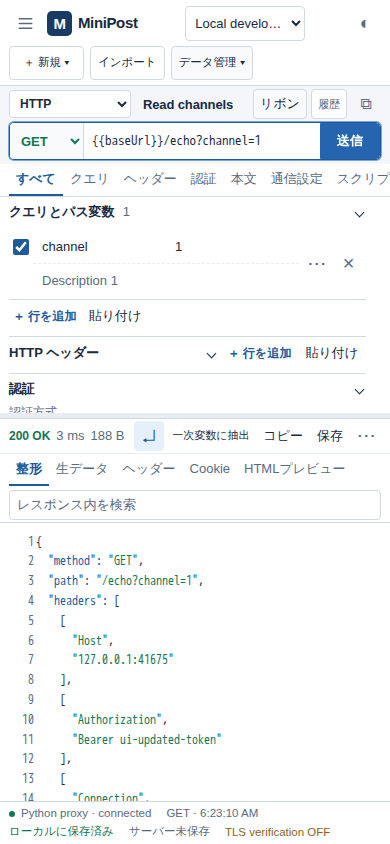 M MiniPost Local develo...
＋ 新規 ▾ インポート データ管理 ▾
HTTP Read channels リボン 履歴
GET {{baseUrl}}/echo?channel=1 送信
すべて クエリ ヘッダー 認証 本文 通信設定 スクリプ
クエリとパス変数 1
channel 1
Description 1
＋ 行を追加 貼り付け
HTTP ヘッダー ＋ 行を追加 貼り付け
認証
認証方式
200 OK 3 ms 188 B 一次変数に抽出 コピー 保存
整形 生データ ヘッダー Cookie HTMLプレビュー
レスポンス内を検索
1 {
2 "method": "GET",
3 "path": "/echo?channel=1",
4 "headers": [
5 [
6 "Host",
7 "127.0.0.1:41675"
8 ],
9 [
10 "Authorization",
11 "Bearer ui-updated-token"
12 ],
13 [
14 "Connection",
Python proxy · connected GET · 6:23:10 AM
ローカルに保存済み サーバー未保存 TLS verification OFF